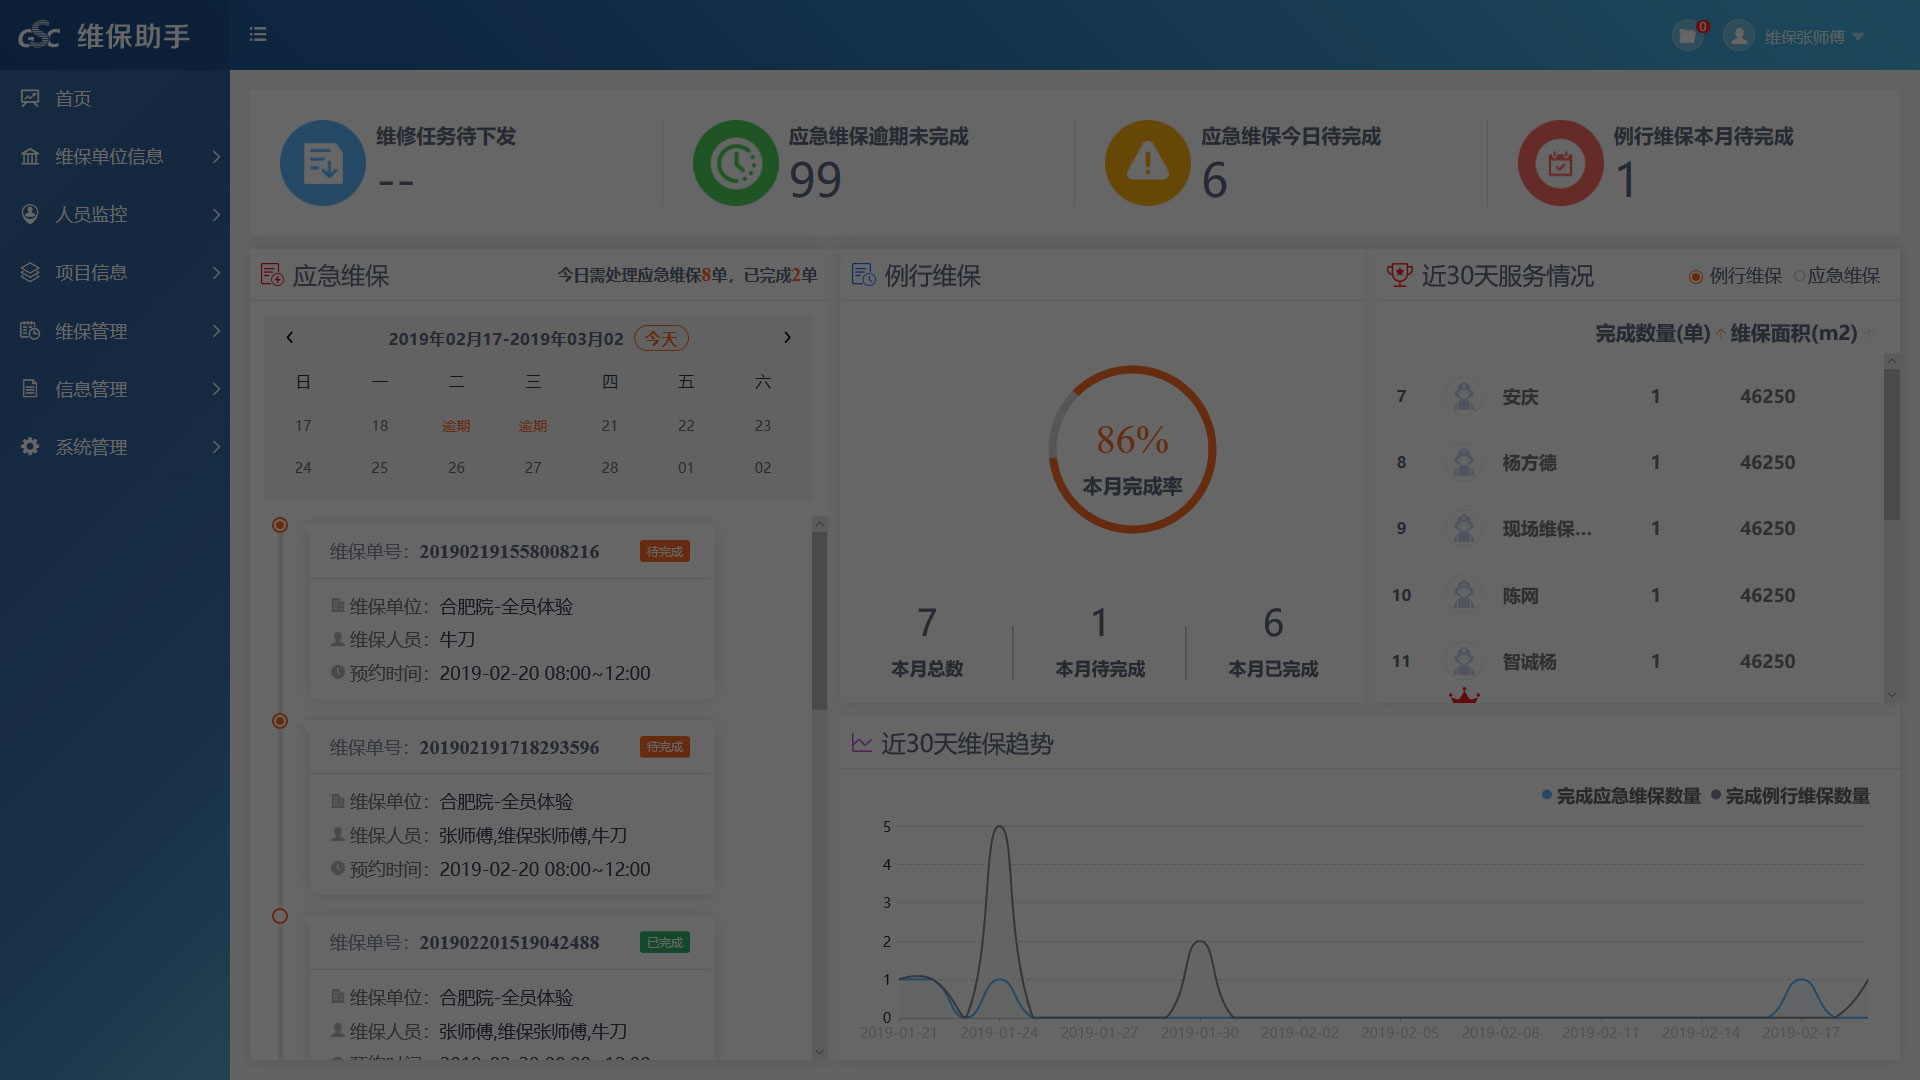 GSC 维保助手
0
维保张师傅
首页
维保单位信息
人员监控
项目信息
维保管理
信息管理
系统管理
维修任务待下发
--
应急维保逾期未完成
99
应急维保今日待完成
6
例行维保本月待完成
1
应急维保
今日需处理应急维保8单，已完成2单
2019年02月17-2019年03月02 今天
日 一 二 三 四 五 六
17 18 逾期 逾期 21 22 23
24 25 26 27 28 01 02
维保单号：201902191558008216 待完成
维保单位：合肥院-全员体验
维保人员：牛刀
预约时间：2019-02-20 08:00~12:00
维保单号：201902191718293596 待完成
维保单位：合肥院-全员体验
维保人员：张师傅,维保张师傅,牛刀
预约时间：2019-02-20 08:00~12:00
维保单号：201902201519042488 已完成
维保单位：合肥院-全员体验
维保人员：张师傅,维保张师傅,牛刀
预约时间：2019-02-20 08:00~12:00
例行维保
86%
本月完成率
7
本月总数
1
本月待完成
6
本月已完成
近30天服务情况
例行维保 应急维保
完成数量(单) 维保面积(m2)
7 安庆 1 46250
8 杨方德 1 46250
9 现场维保... 1 46250
10 陈网 1 46250
11 智诚杨 1 46250
近30天维保趋势
完成应急维保数量 完成例行维保数量
5
4
3
2
1
0
2019-01-21 2019-01-24 2019-01-27 2019-01-30 2019-02-02 2019-02-05 2019-02-08 2019-02-11 2019-02-14 2019-02-17